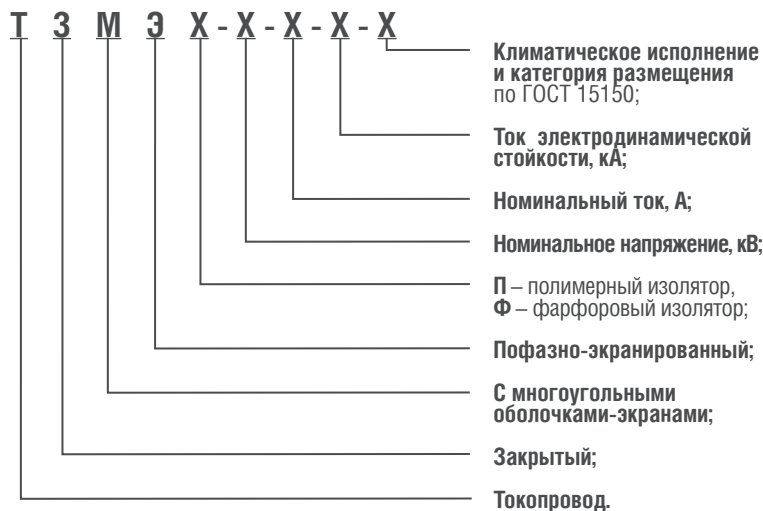 Т З М Э Х - Х - Х - Х - Х
Климатическое исполнение
и категория размещения
по ГОСТ 15150;
Ток электродинамической
стойкости, кА;
Номинальный ток, А;
Номинальное напряжение, кВ;
П – полимерный изолятор,
Ф – фарфоровый изолятор;
Пофазно-экранированный;
С многоугольными
оболочками-экранами;
Закрытый;
Токопровод.